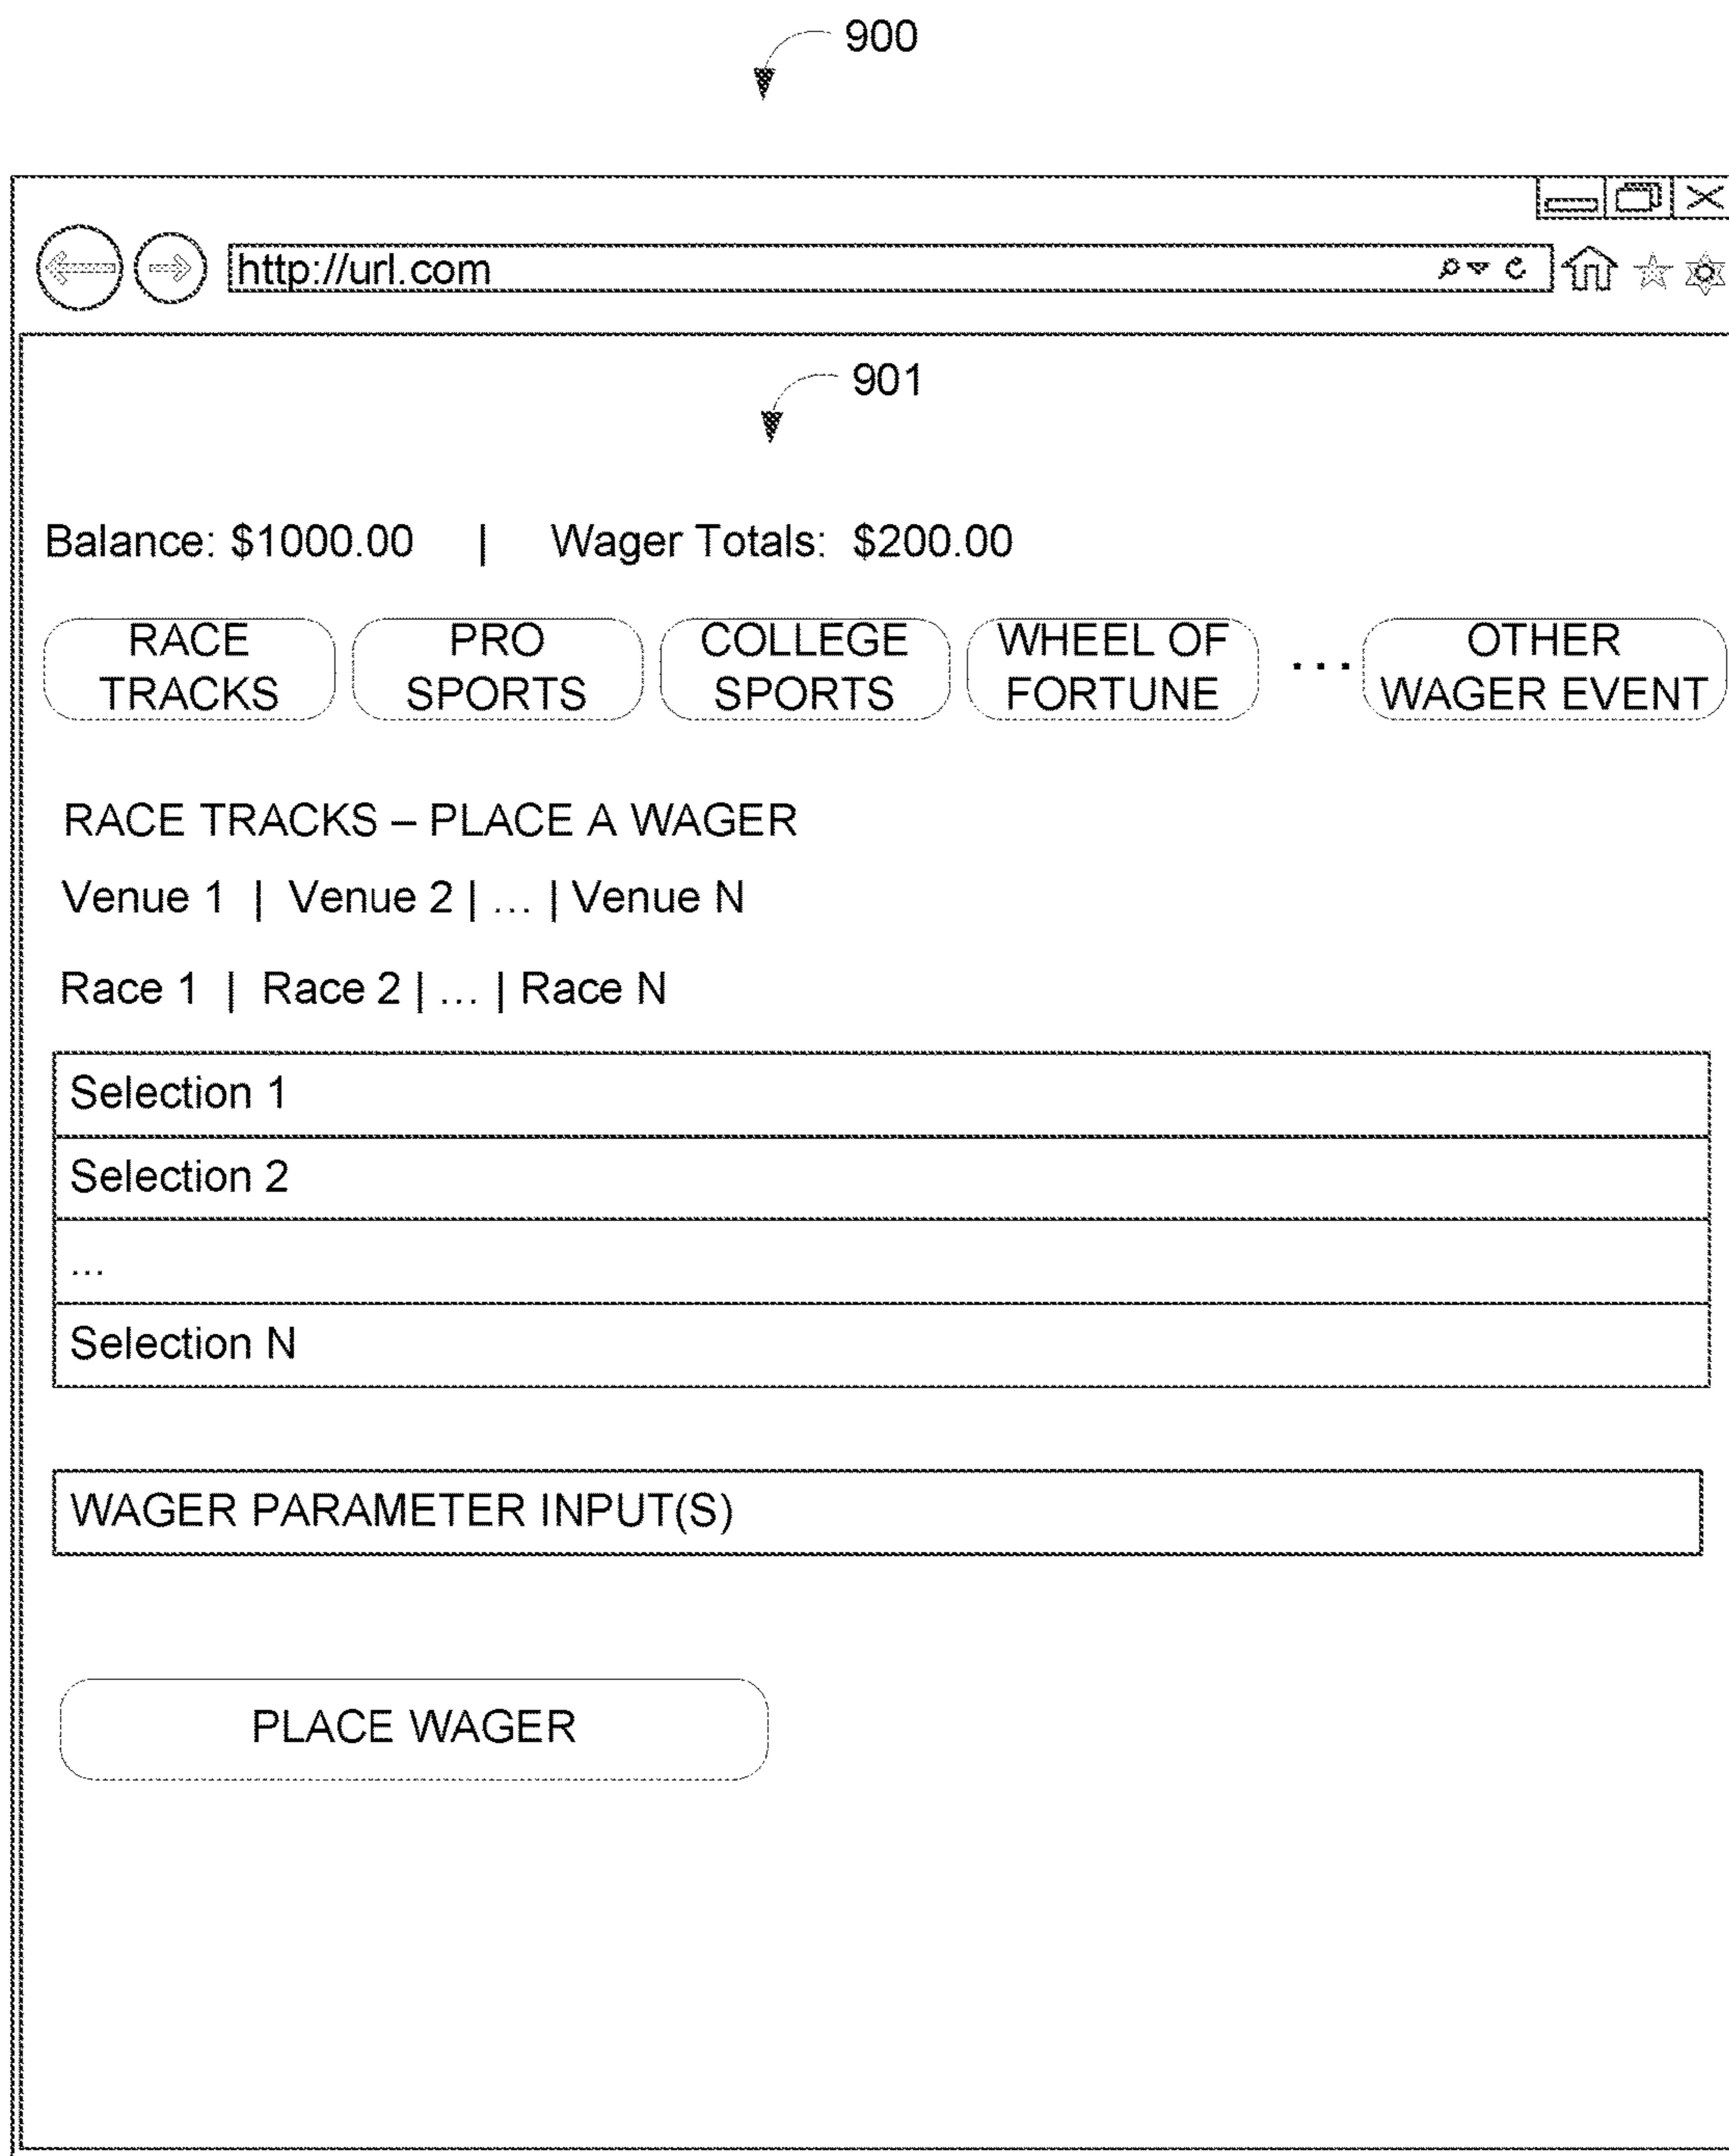 900
http://url.com
901
Balance: $1000.00 | Wager Totals: $200.00
RACE TRACKS
PRO SPORTS
COLLEGE SPORTS
WHEEL OF FORTUNE
...
OTHER WAGER EVENT
RACE TRACKS – PLACE A WAGER
Venue 1 | Venue 2 | ... | Venue N
Race 1 | Race 2 | ... | Race N
Selection 1
Selection 2
...
Selection N
WAGER PARAMETER INPUT(S)
PLACE WAGER